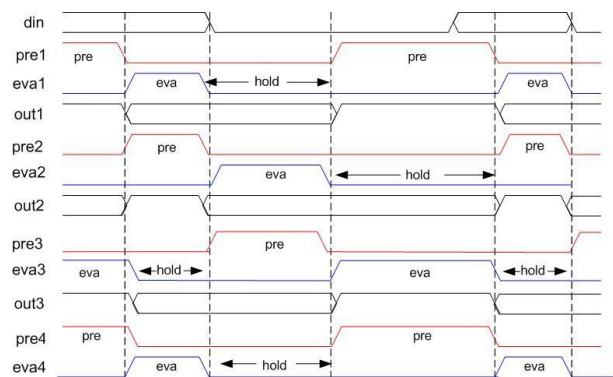 din
pre1 pre pre
eva1 eva hold eva
out1
pre2 pre pre
eva2 eva hold
out2
pre3 pre
eva3 eva hold eva hold
out3
pre4 pre pre
eva4 eva hold eva